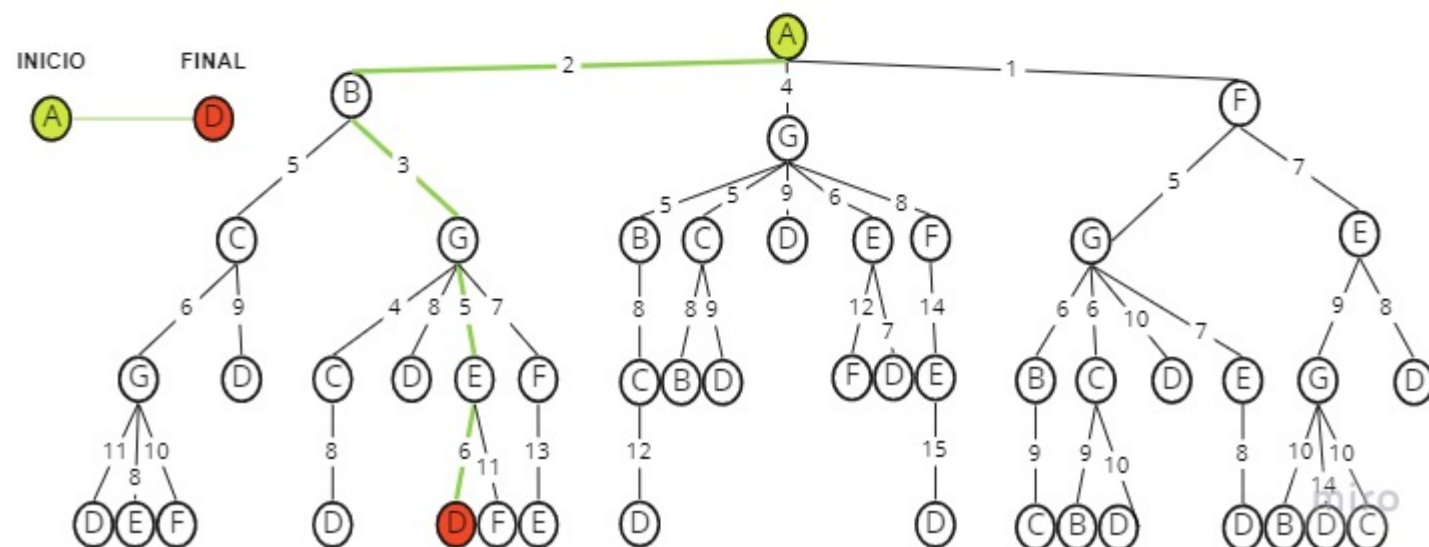 A
INICIO FINAL
2 1
B 4 F
A D
G
5 3 5 7
5 5 9 6 8
C G B C D E F G E
6 9 4 8 5 7 8 8 9 12 7 14 6 6 10 7 9 8
G D C D E F C B D F D E B C D E G D
11 8 10 8 6 11 13 12 15 9 9 10 8 10 14 10
miro
D E F D D F E D D C B D D B D C